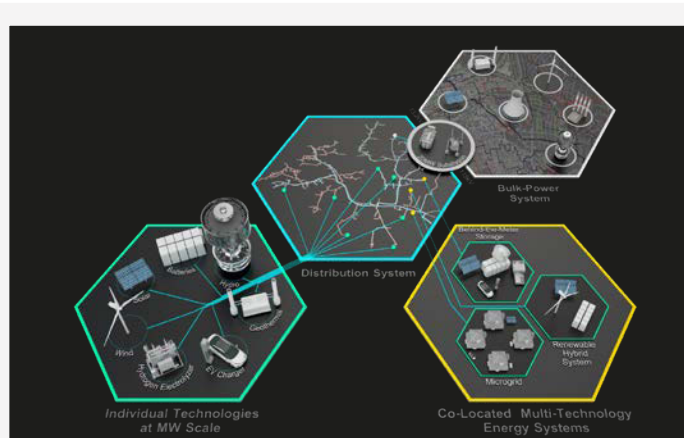 Bulk-Power
System
Distribution System
Behind-the-Meter
Storage
Batteries
Solar
Hydro
Geothermal
Wind
Hydrogen Electrolyzer
EV Charger
Renewable
Hybrid
System
Microgrid
Individual Technologies
at MW Scale
Co-Located Multi-Technology
Energy Systems